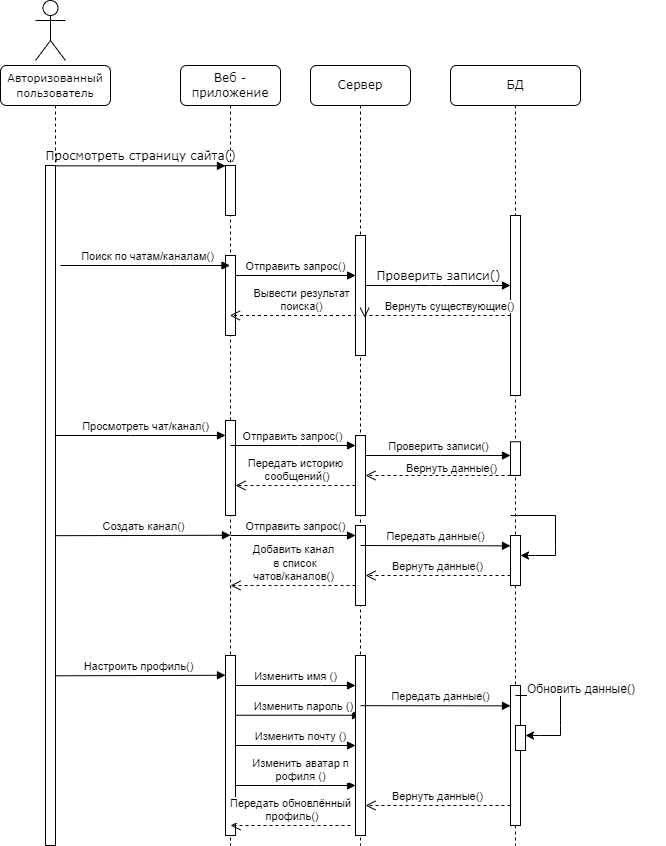 Авторизованный
пользователь
Веб -
приложение
Сервер
БД
Просмотреть страницу сайта()
Поиск по чатам/каналам()
Отправить запрос()
Проверить записи()
Вывести результат
поиска()
Вернуть существующие()
Просмотреть чат/канал()
Отправить запрос()
Проверить записи()
Передать историю
сообщений()
Вернуть данные()
Создать канал()
Отправить запрос()
Передать данные()
Добавить канал
в список
чатов/каналов()
Вернуть данные()
Настроить профиль()
Изменить имя ()
Обновить данные()
Передать данные()
Изменить пароль ()
Изменить почту ()
Изменить аватар п
рофиля ()
Вернуть данные()
Передать обновлённый
профиль()